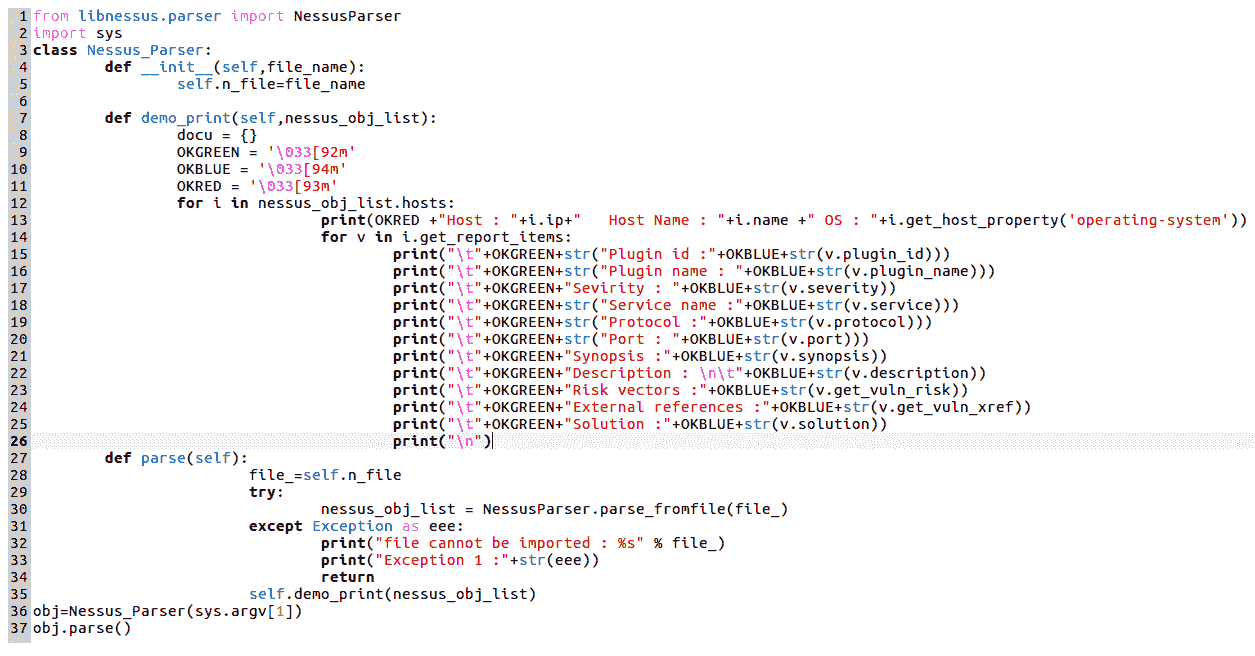 1 from libnessus.parser import NessusParser
2 import sys
3 class Nessus_Parser:
4         def __init__(self,file_name):
5                 self.n_file=file_name
6
7         def demo_print(self,nessus_obj_list):
8                 docu = {}
9                 OKGREEN = '\033[92m'
10                 OKBLUE = '\033[94m'
11                 OKRED = '\033[93m'
12                 for i in nessus_obj_list.hosts:
13                                 print(OKRED +"Host : "+i.ip+"   Host Name : "+i.name +" OS : "+i.get_host_property('operating-system'))
14                                 for v in i.get_report_items:
15                                         print("\t"+OKGREEN+str("Plugin id :"+OKBLUE+str(v.plugin_id)))
16                                         print("\t"+OKGREEN+str("Plugin name : "+OKBLUE+str(v.plugin_name)))
17                                         print("\t"+OKGREEN+"Sevirity : "+OKBLUE+str(v.severity))
18                                         print("\t"+OKGREEN+str("Service name :"+OKBLUE+str(v.service)))
19                                         print("\t"+OKGREEN+str("Protocol :"+OKBLUE+str(v.protocol)))
20                                         print("\t"+OKGREEN+str("Port : "+OKBLUE+str(v.port)))
21                                         print("\t"+OKGREEN+"Synopsis :"+OKBLUE+str(v.synopsis))
22                                         print("\t"+OKGREEN+"Description : \n\t"+OKBLUE+str(v.description))
23                                         print("\t"+OKGREEN+"Risk vectors :"+OKBLUE+str(v.get_vuln_risk))
24                                         print("\t"+OKGREEN+"External references :"+OKBLUE+str(v.get_vuln_xref))
25                                         print("\t"+OKGREEN+"Solution :"+OKBLUE+str(v.solution))
26                                         print("\n")
27         def parse(self):
28                         file_=self.n_file
29                         try:
30                                 nessus_obj_list = NessusParser.parse_fromfile(file_)
31                         except Exception as eee:
32                                 print("file cannot be imported : %s" % file_)
33                                 print("Exception 1 :"+str(eee))
34                                 return
35                         self.demo_print(nessus_obj_list)
36 obj=Nessus_Parser(sys.argv[1])
37 obj.parse()